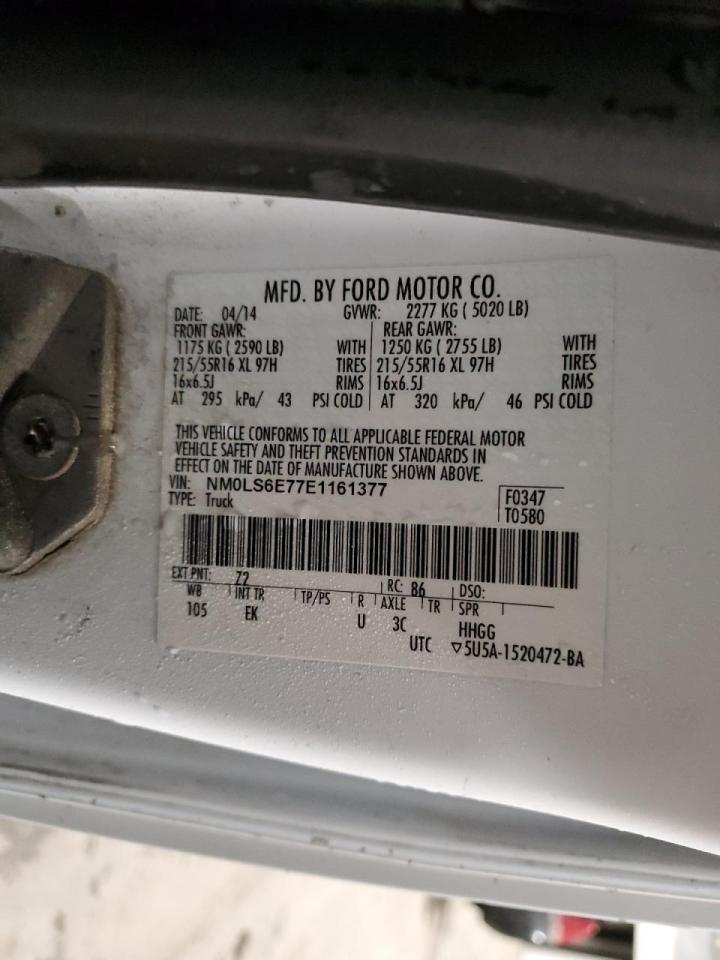 MFD. BY FORD MOTOR CO.
DATE: 04/14 GVWR: 2277 KG ( 5020 LB)
FRONT GAWR: REAR GAWR:
1175 KG ( 2590 LB) WITH 1250 KG ( 2755 LB) WITH
215/55R16 XL 97H TIRES 215/55R16 XL 97H TIRES
16x6.5J RIMS 16x6.5J RIMS
AT 295 kPa/ 43 PSI COLD AT 320 kPa/ 46 PSI COLD
THIS VEHICLE CONFORMS TO ALL APPLICABLE FEDERAL MOTOR
VEHICLE SAFETY AND THEFT PREVENTION STANDARDS IN
EFFECT ON THE DATE OF MANUFACTURE SHOWN ABOVE.
VIN: NM0LS6E77E1161377
TYPE: Truck
F0347
T0580
EXT PNT: 72 RC: 86 DSO:
WB INT TR TP/PS R AXLE TR SPR
105 EK U 3C HHGG
UTC ▽5U5A-1520472-BA